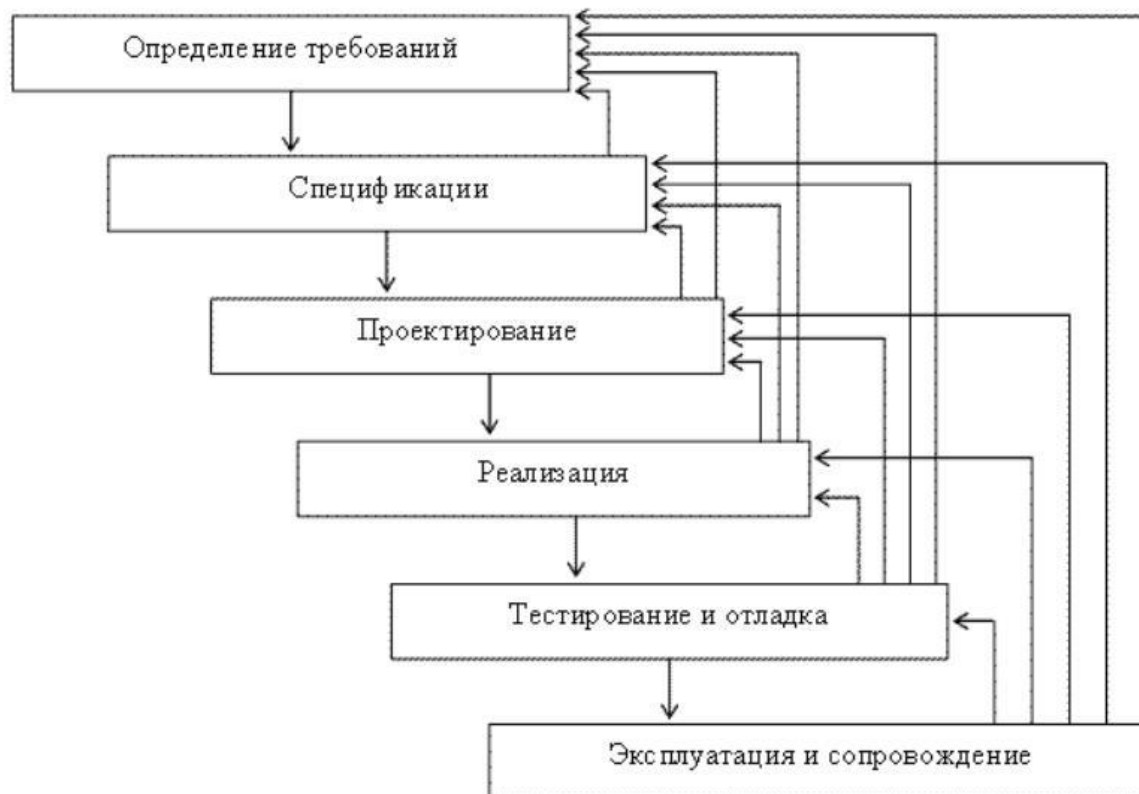 Определение требований
Спецификации
Проектирование
Реализация
Тестирование и отладка
Эксплуатация и сопровождение